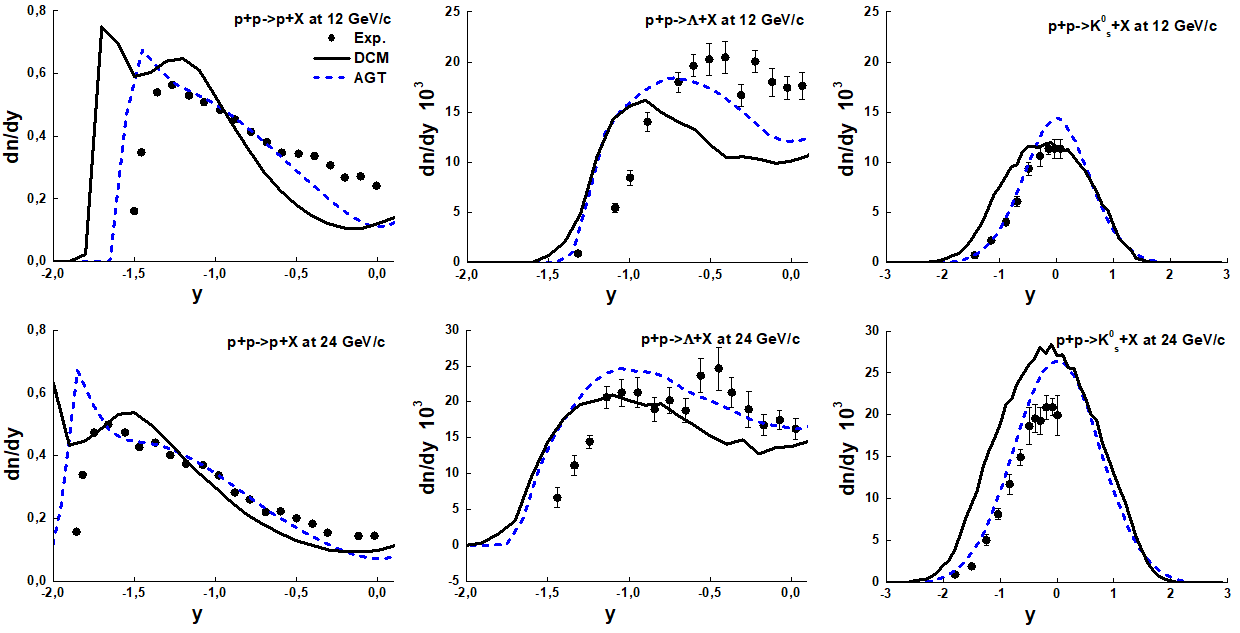 p+p->p+X at 12 GeV/c
Exp.
DCM
AGT
dn/dy
0,8
0,6
0,4
0,2
0,0
-2,0 -1,5 -1,0 -0,5 0,0
y
p+p->Λ+X at 12 GeV/c
dn/dy 10³
25
20
15
10
5
0
-2,0 -1,5 -1,0 -0,5 0,0
y
p+p->K⁰ₛ+X at 12 GeV/c
dn/dy 10³
25
20
15
10
5
0
-3 -2 -1 0 1 2 3
y
p+p->p+X at 24 GeV/c
dn/dy
0,8
0,6
0,4
0,2
0,0
-2,0 -1,5 -1,0 -0,5 0,0
y
p+p->Λ+X at 24 GeV/c
dn/dy 10³
30
25
20
15
10
5
0
-5
-2,0 -1,5 -1,0 -0,5 0,0
y
p+p->K⁰ₛ+X at 24 GeV/c
dn/dy 10³
30
25
20
15
10
5
0
-3 -2 -1 0 1 2 3
y